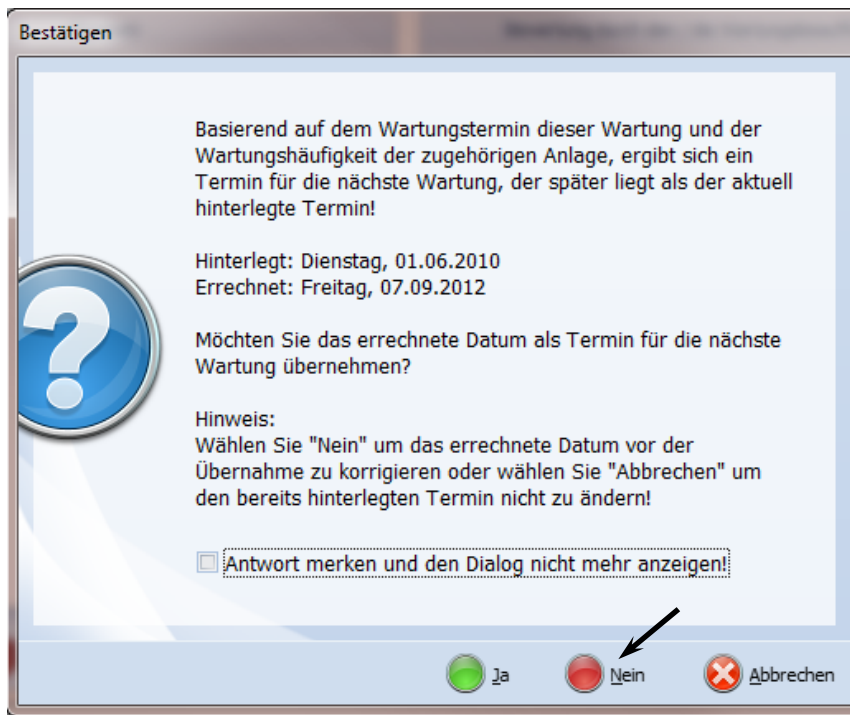 Bestätigen
Basierend auf dem Wartungstermin dieser Wartung und der
Wartungshäufigkeit der zugehörigen Anlage, ergibt sich ein
Termin für die nächste Wartung, der später liegt als der aktuell
hinterlegte Termin!
Hinterlegt: Dienstag, 01.06.2010
Errechnet: Freitag, 07.09.2012
Möchten Sie das errechnete Datum als Termin für die nächste
Wartung übernehmen?
Hinweis:
Wählen Sie "Nein" um das errechnete Datum vor der
Übernahme zu korrigieren oder wählen Sie "Abbrechen" um
den bereits hinterlegten Termin nicht zu ändern!
Antwort merken und den Dialog nicht mehr anzeigen!
Ja Nein Abbrechen